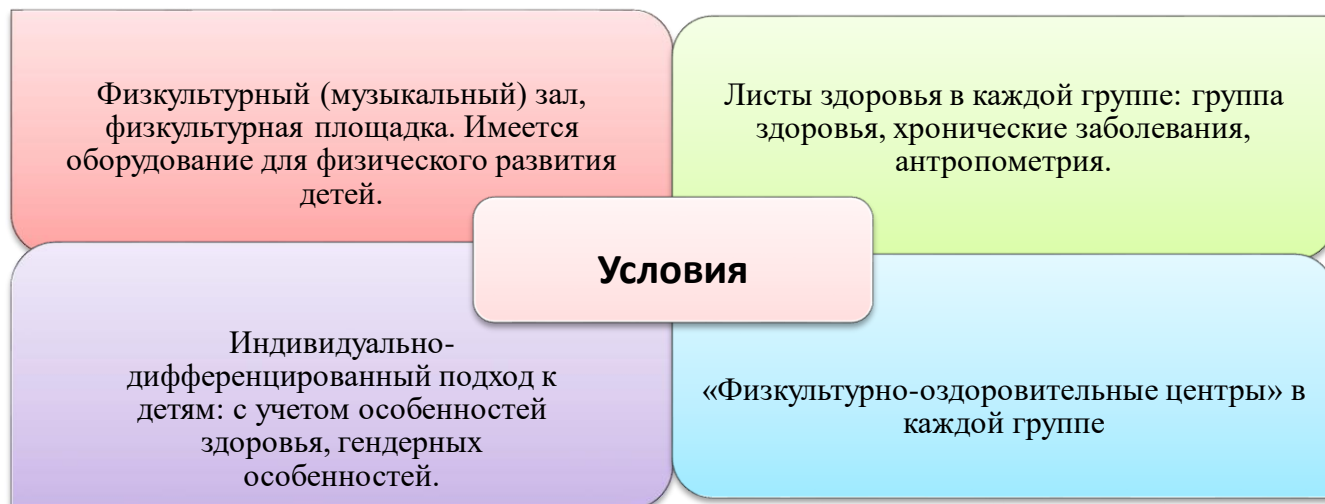 Физкультурный (музыкальный) зал,
физкультурная площадка. Имеется
оборудование для физического развития
детей.
Листы здоровья в каждой группе: группа
здоровья, хронические заболевания,
антропометрия.
Условия
Индивидуально-
дифференцированный подход к
детям: с учетом особенностей
здоровья, гендерных
особенностей.
«Физкультурно-оздоровительные центры» в
каждой группе